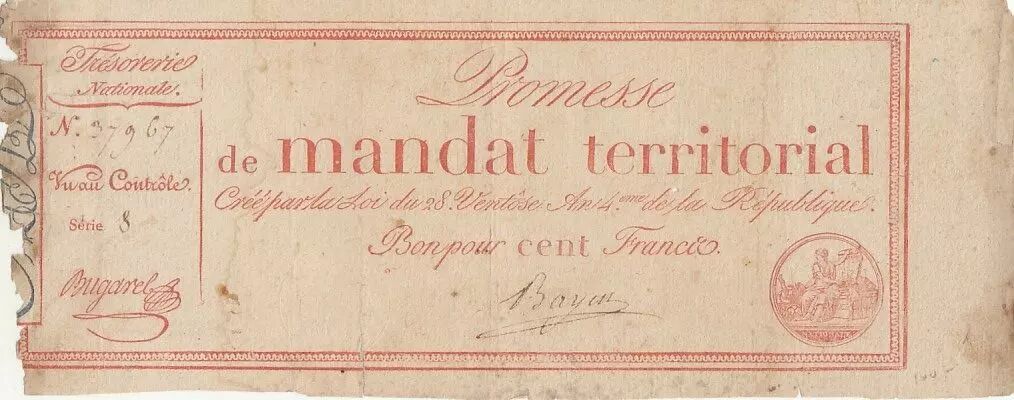 Trésorerie
Nationale.
N. 37967
Vu au Contrôle.
Série 8
Bugarel
Promesse
de mandat territorial
Créé par la Loi du 28. Ventôse An 4.eme de la République.
Bon pour cent Francs.